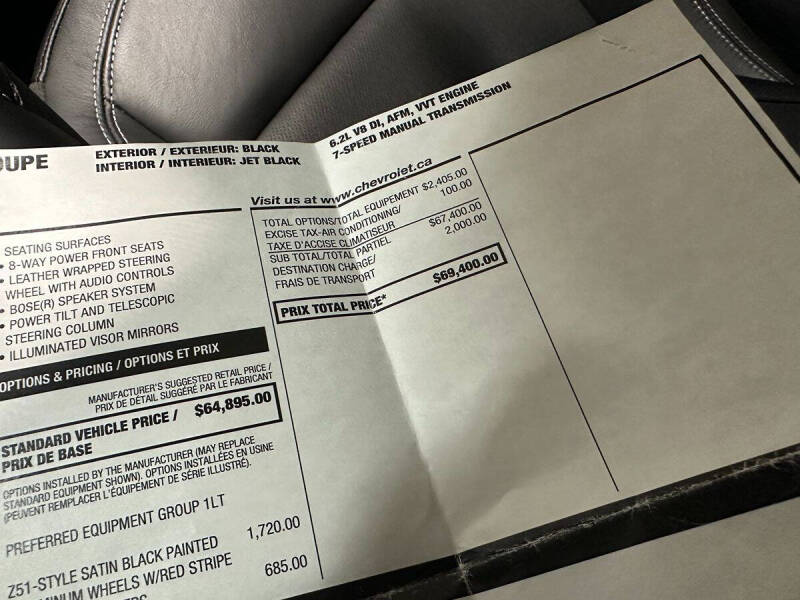 OUPE
EXTERIOR / EXTERIEUR: BLACK
INTERIOR / INTERIEUR: JET BLACK
6.2L V8 DI, AFM, VVT ENGINE
7-SPEED MANUAL TRANSMISSION
SEATING SURFACES
• 8-WAY POWER FRONT SEATS
• LEATHER WRAPPED STEERING
WHEEL WITH AUDIO CONTROLS
• BOSE(R) SPEAKER SYSTEM
• POWER TILT AND TELESCOPIC
STEERING COLUMN
• ILLUMINATED VISOR MIRRORS
OPTIONS & PRICING / OPTIONS ET PRIX
MANUFACTURER'S SUGGESTED RETAIL PRICE /
PRIX DE DÉTAIL SUGGÉRÉ PAR LE FABRICANT
STANDARD VEHICLE PRICE / $64,895.00
PRIX DE BASE
OPTIONS INSTALLED BY THE MANUFACTURER (MAY REPLACE
STANDARD EQUIPMENT SHOWN). OPTIONS INSTALLÉES EN USINE
(PEUVENT REMPLACER L'ÉQUIPEMENT DE SÉRIE ILLUSTRÉ).
PREFERRED EQUIPMENT GROUP 1LT
Z51-STYLE SATIN BLACK PAINTED 1,720.00
MINUM WHEELS W/RED STRIPE
685.00
Visit us at www.chevrolet.ca
TOTAL OPTIONS/TOTAL ÉQUIPEMENT $2,405.00
EXCISE TAX-AIR CONDITIONING/ 100.00
TAXE D'ACCISE CLIMATISEUR
SUB TOTAL/TOTAL PARTIEL $67,400.00
DESTINATION CHARGE/ 2,000.00
FRAIS DE TRANSPORT
PRIX TOTAL PRICE* $69,400.00